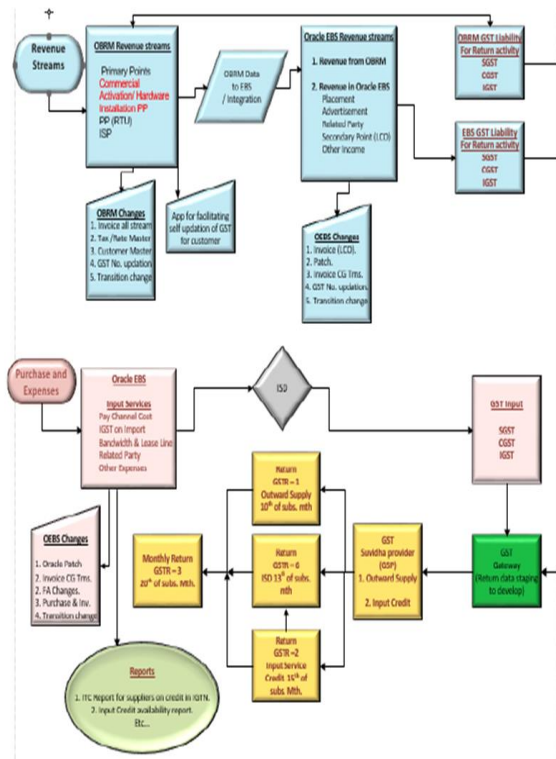 Revenue
Streams
OBRM Revenue streams
Primary Points
Commercial
Activation/ Hardware
Installation PP
PP (RTU)
ISP
OBRM Data
to EBS
/ Integration
Oracle EBS Revenue streams
1. Revenue from OBRM
2. Revenue in Oracle EBS
Placement
Advertisement
Related Party
Secondary Point (LCO)
Other Income
OBRM GST Liability
For Return activity
SGST
CGST
IGST
EBS GST Liability
For Return activity
SGST
CGST
IGST
OBRM Changes
1. Invoice all stream
2. Tax /Rate Master
3. Customer Master
4. GST No. updation
5. Transition change
App for facilitating
self updation of GST
for customer
OEBS Changes
1. Invoice (LCO).
2. Patch.
3. Invoice CG Trns.
4. GST No. updation.
5. Transition change
Purchase and
Expenses
Oracle EBS
Input Services
Pay Channel Cost
IGST on Import
Bandwidth & Lease Line
Related Party
Other Expenses
ISD
GST Input
SGST
CGST
IGST
Return
GSTR – 1
Outward Supply
10th of subs. mth
OEBS Changes
1. Oracle Patch
2. Invoice CG Trns.
2. FA Changes.
3. Purchase & Inv.
4. Transition change
Monthly Return
GSTR – 3
20th of subs. Mth.
Return
GSTR – 6
ISD 13th of subs.
mth
GST
Suvidha provider
(GSP)
1. Outward Supply
2. Input Credit
GST
Gateway
(Return data staging
to develop)
Return
GSTR –2
Input Service
Credit 15th of
subs. Mth.
Reports
1. ITC Report for suppliers on credit in IGTN.
2. Input Credit availability report.
Etc...